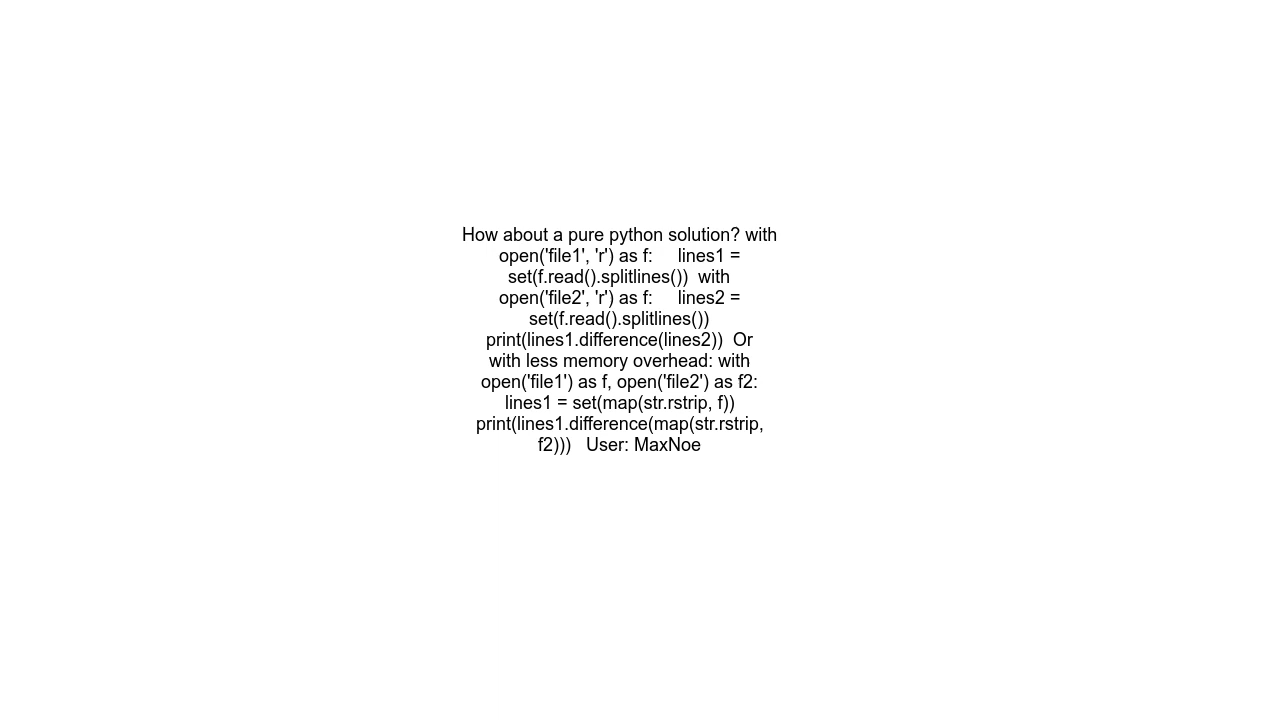 How about a pure python solution? with
open('file1', 'r') as f:     lines1 =
set(f.read().splitlines())  with
open('file2', 'r') as f:     lines2 =
set(f.read().splitlines())
print(lines1.difference(lines2))  Or
with less memory overhead: with
open('file1') as f, open('file2') as f2:
lines1 = set(map(str.rstrip, f))
print(lines1.difference(map(str.rstrip,
f2)))   User: MaxNoe